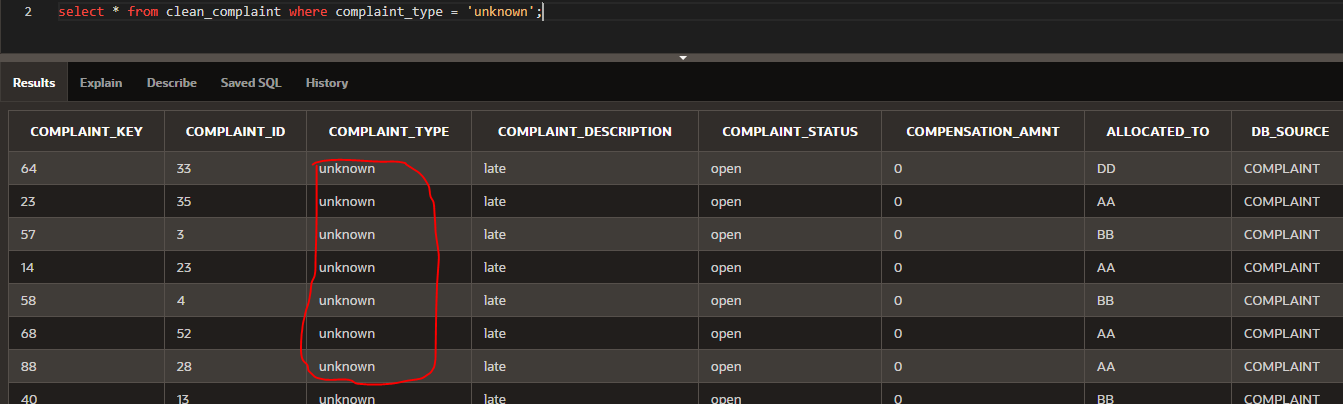 2 select * from clean_complaint where complaint_type = 'unknown';
Results Explain Describe Saved SQL History
COMPLAINT_KEY COMPLAINT_ID COMPLAINT_TYPE COMPLAINT_DESCRIPTION COMPLAINT_STATUS COMPENSATION_AMNT ALLOCATED_TO DB_SOURCE
64 33 unknown late open 0 DD COMPLAINT
23 35 unknown late open 0 AA COMPLAINT
57 3 unknown late open 0 BB COMPLAINT
14 23 unknown late open 0 AA COMPLAINT
58 4 unknown late open 0 BB COMPLAINT
68 52 unknown late open 0 AA COMPLAINT
88 28 unknown late open 0 AA COMPLAINT
40 13 unknown late open 0 BB COMPLAINT